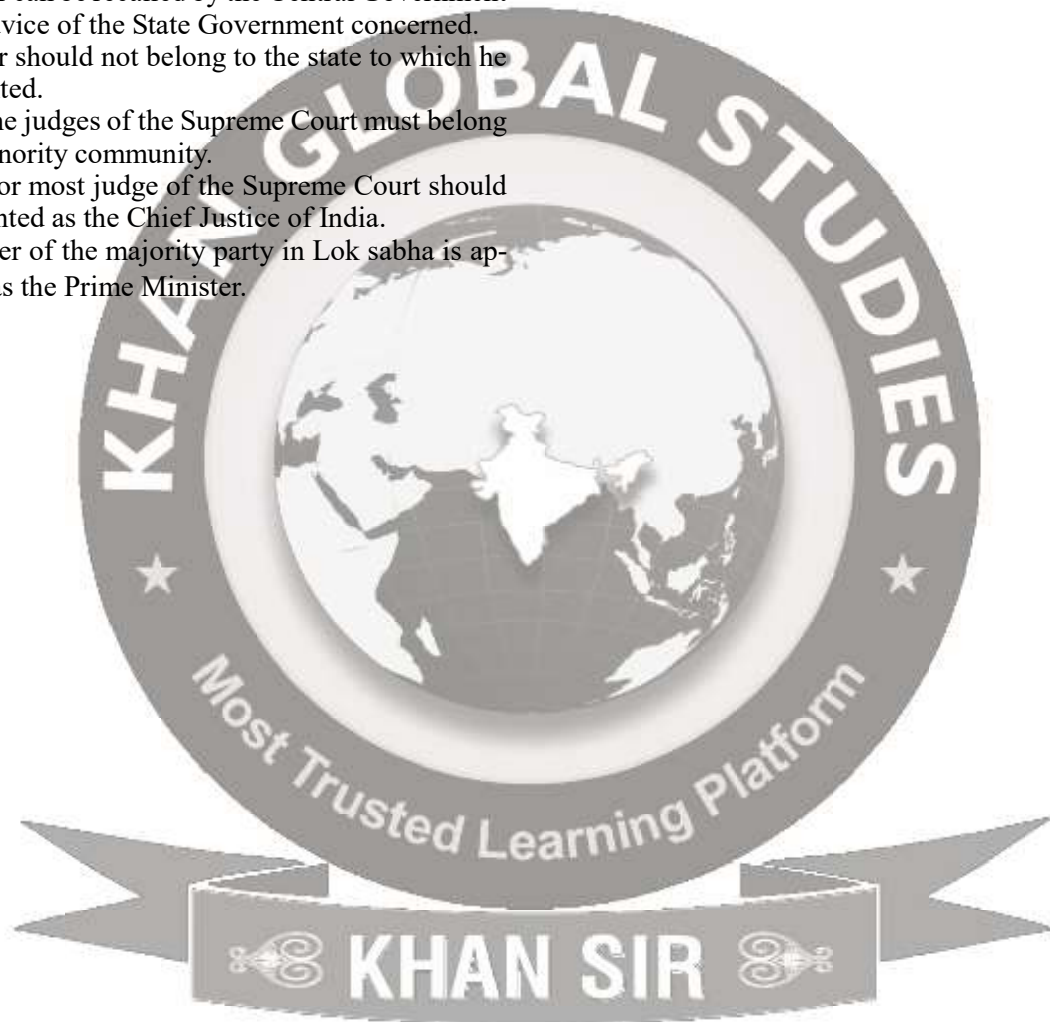 vice of the State Government concerned.
r should not belong to the state to which he
ted.
ne judges of the Supreme Court must belong
nority community.
or most judge of the Supreme Court should
nted as the Chief Justice of India.
er of the majority party in Lok sabha is ap-
as the Prime Minister.
KHAN GLOBAL STUDIES
Most Trusted Learning Platform
KHAN SIR